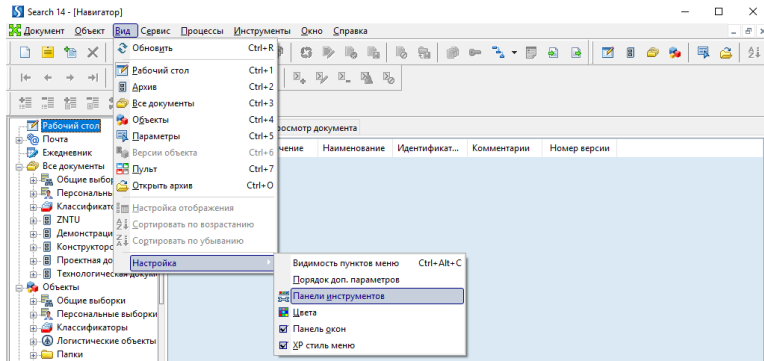 Search 14 - [Навигатор]
Документ Объект Вид Сервис Процессы Инструменты Окно Справка
Обновить Ctrl+R
Рабочий стол Ctrl+1
Архив Ctrl+2
Все документы Ctrl+3
Объекты Ctrl+4
Параметры Ctrl+5
Версии объекта Ctrl+6
Пульт Ctrl+7
Открыть архив Ctrl+O
Настройка отображения
Сортировать по возрастанию
Сортировать по убыванию
Настройка
Видимость пунктов меню Ctrl+Alt+C
Порядок доп. параметров
Панели инструментов
Цвета
Панель окон
XP стиль меню
Рабочий стол
Почта
Ежедневник
Все документы
Общие выбор
Персональны
Классификато
ZNTU
Демонстраци
Конструкторс
Проектная до
Технологическая докум
Объекты
Общие выборки
Персональные выборки
Классификаторы
Логистические объекты
Папки
росмотр документа
чение Наименование Идентификат... Комментарии Номер версии